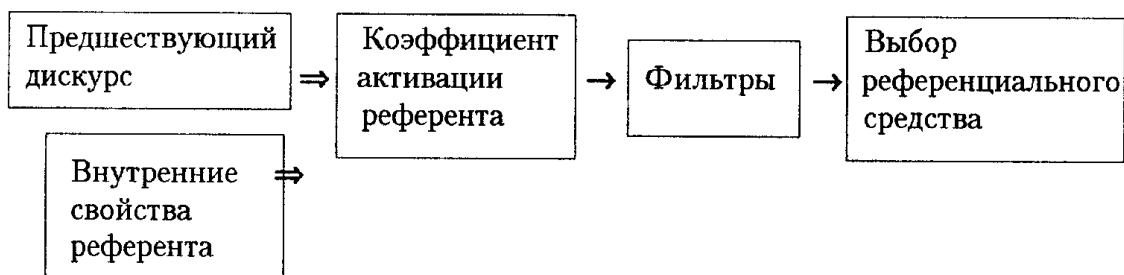 Предшествующий
дискурс
⇒
Коэффициент
активации
референта
→
Фильтры
→
Выбор
референциального
средства
Внутренние
свойства
референта
⇒